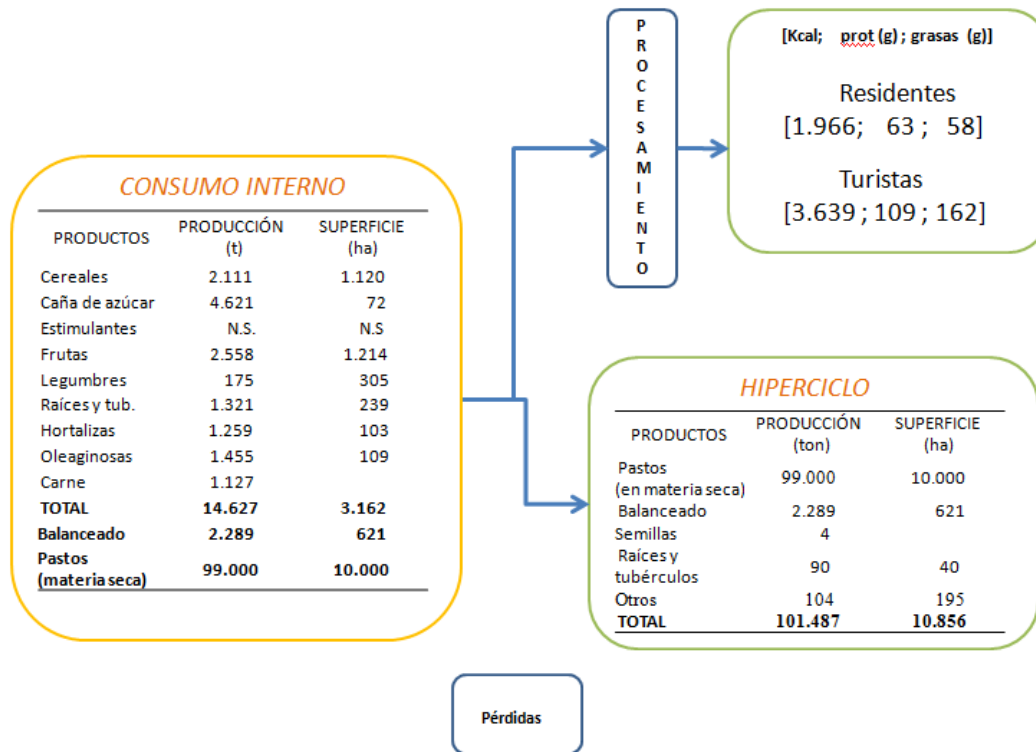 CONSUMO INTERNO
PRODUCTOS PRODUCCIÓN (t) SUPERFICIE (ha)
Cereales 2.111 1.120
Caña de azúcar 4.621 72
Estimulantes N.S. N.S
Frutas 2.558 1.214
Legumbres 175 305
Raíces y tub. 1.321 239
Hortalizas 1.259 103
Oleaginosas 1.455 109
Carne 1.127
TOTAL 14.627 3.162
Balanceado 2.289 621
Pastos
(materia seca) 99.000 10.000
PROCESAMIENTO
[Kcal; prot (g) ; grasas (g)]
Residentes
[1.966; 63 ; 58]
Turistas
[3.639 ; 109 ; 162]
HIPERCICLO
PRODUCTOS PRODUCCIÓN (ton) SUPERFICIE (ha)
Pastos
(en materia seca) 99.000 10.000
Balanceado 2.289 621
Semillas 4
Raíces y
tubérculos 90 40
Otros 104 195
TOTAL 101.487 10.856
Pérdidas